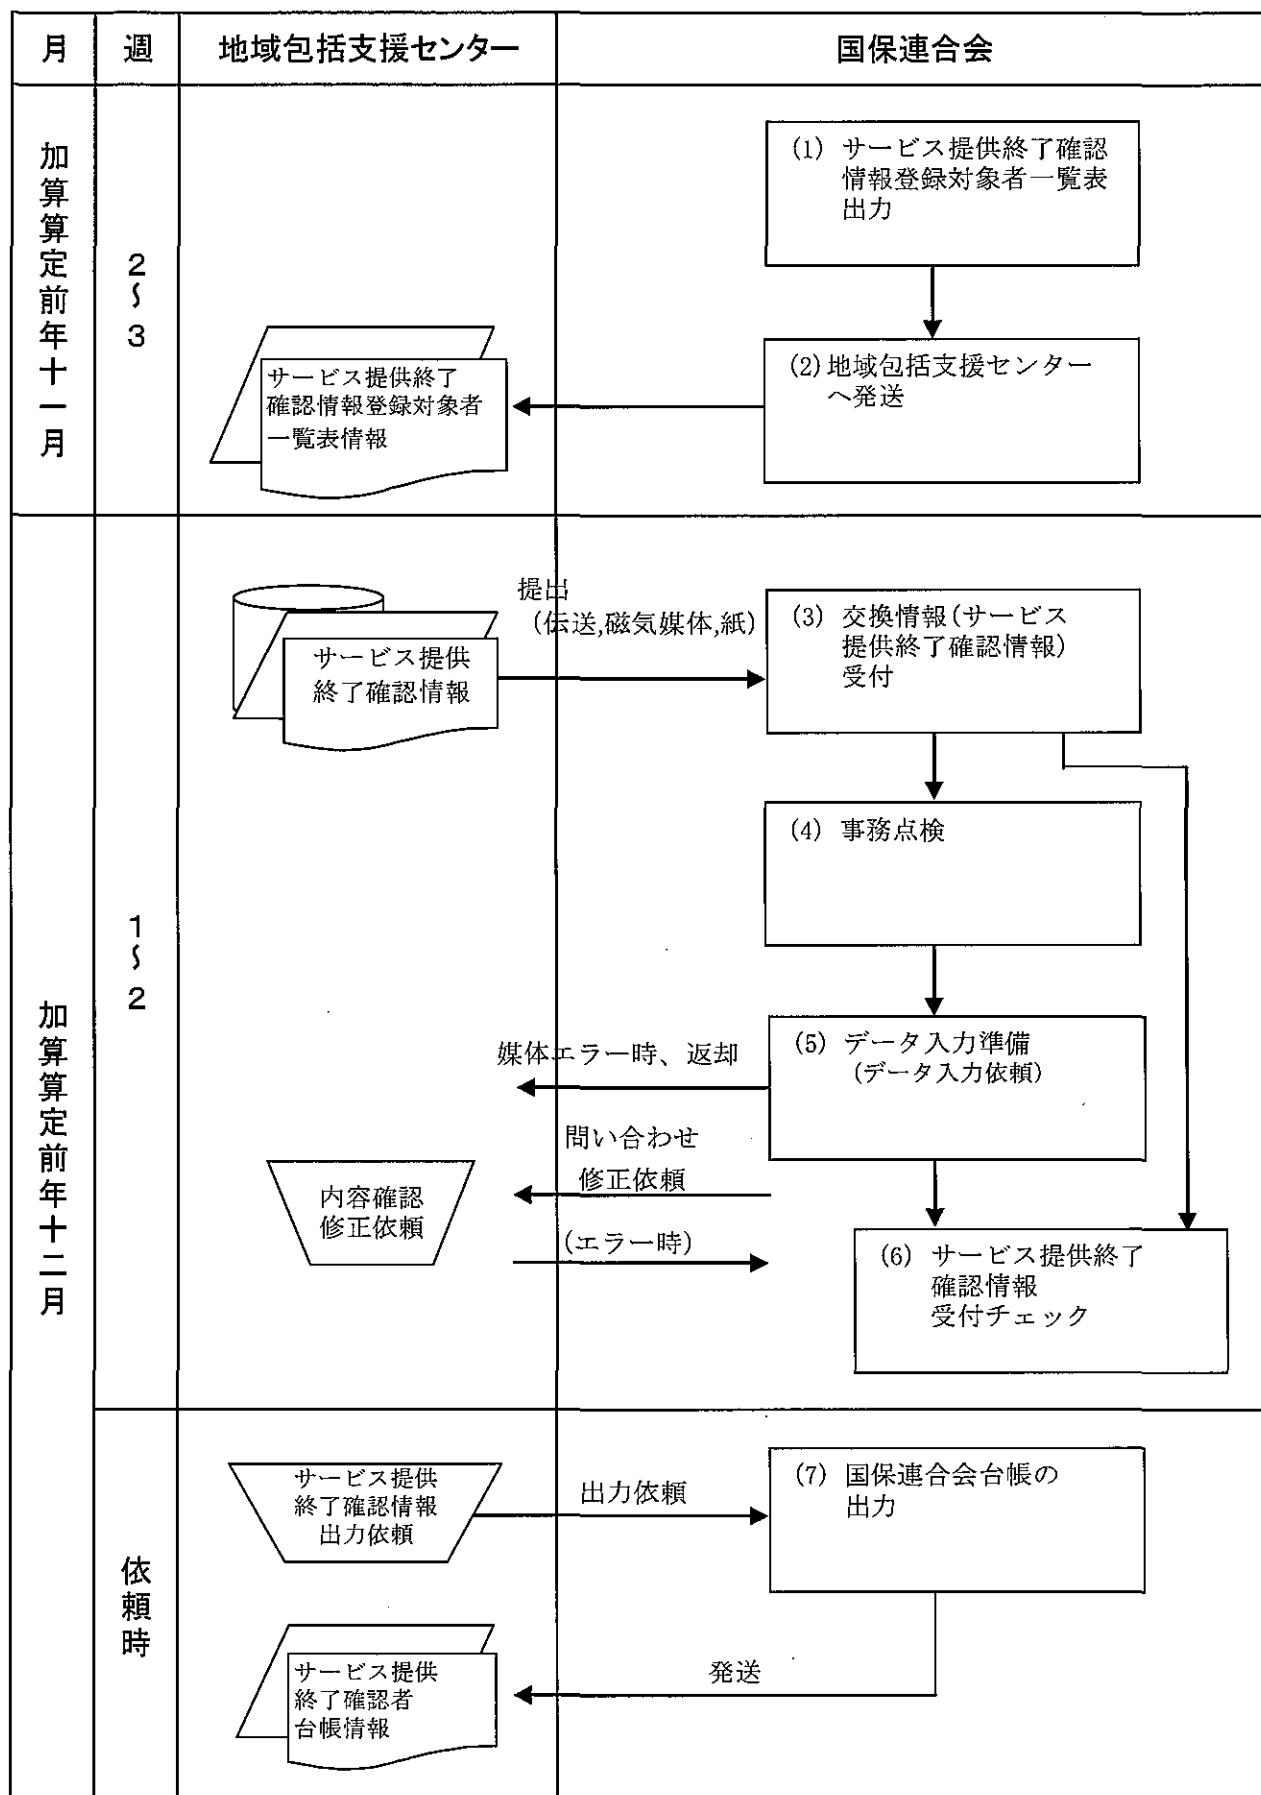 月
週
地域包括支援センター
国保連合会
加算算定前年十一月
2〜3
(1) サービス提供終了確認
情報登録対象者一覧表
出力
(2)地域包括支援センター
へ発送
サービス提供終了
確認情報登録対象者
一覧表情報
加算算定前年十二月
1〜2
サービス提供
終了確認情報
提出
(伝送,磁気媒体,紙)
(3) 交換情報(サービス
提供終了確認情報)
受付
(4) 事務点検
(5) データ入力準備
(データ入力依頼)
媒体エラー時、返却
問い合わせ
修正依頼
内容確認
修正依頼
(エラー時)
(6) サービス提供終了
確認情報
受付チェック
依頼時
サービス提供
終了確認情報
出力依頼
出力依頼
(7) 国保連合会台帳の
出力
サービス提供
終了確認者
台帳情報
発送